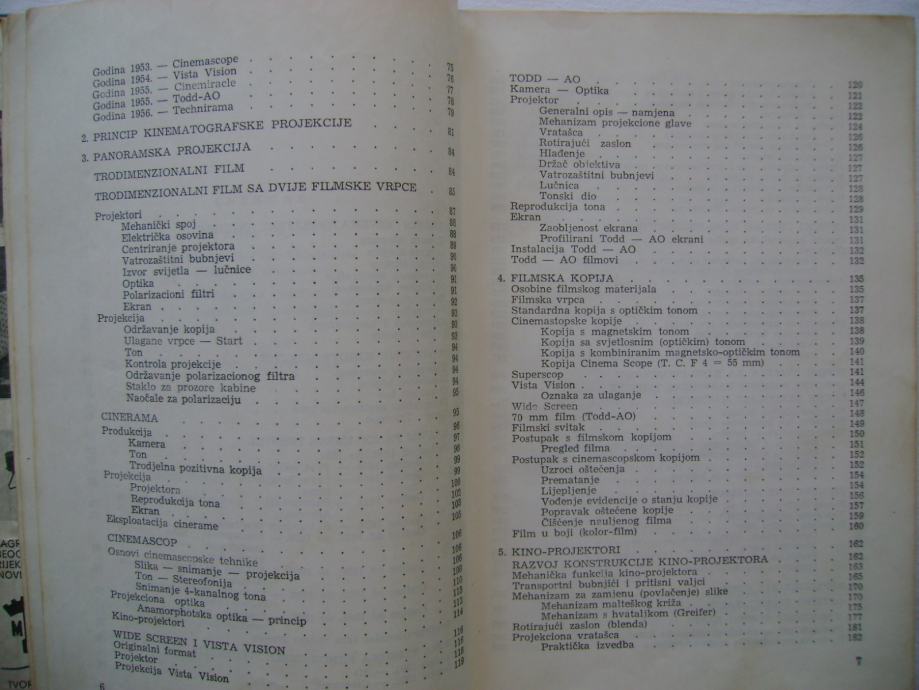 Godina 1953. — Cinemascope 75
Godina 1954. — Vista Vision 76
Godina 1955. — Cinemiracle 77
Godina 1955. — Todd-AO 78
Godina 1956. — Technirama 79
2. PRINCIP KINEMATOGRAFSKE PROJEKCIJE 81
3. PANORAMSKA PROJEKCIJA 84
TRODIMENZIONALNI FILM 84
TRODIMENZIONALNI FILM SA DVIJE FILMSKE VRPCE 85
Projektori 87
Mehanički spoj 88
Električka osovina 88
Centriranje projektora 89
Vatrozaštitni bubnjevi 90
Izvor svijetla — lučnice 90
Optika 91
Polarizacioni filtri 91
Ekran 92
Projekcija 92
Održavanje kopija 93
Ulagane vrpce — Start 93
Ton 94
Kontrola projekcije 94
Održavanje polarizacionog filtra 94
Staklo za prozore kabine 94
Naočale za polarizaciju 95
CINERAMA 95
Produkcija 96
Kamera 97
Ton 98
Trodjelna pozitivna kopija 99
Projekcija 99
Projektora 100
Reprodukcija tona 102
Ekran 103
Eksploatacija cinerame 105
CINEMASCOP 106
Osnovi cinemascopske tehnike 106
Slika — snimanje — projekcija 106
Ton — Stereofonija 109
Snimanje 4-kanalnog tona 110
Projekciona optika 113
Anamorphotska optika — princip 113
Kino-projektori 114
WIDE SCREEN I VISTA VISION 116
Originalni format 116
Projektor 118
Projekcija Vista Vision 119
6
TODD — AO 120
Kamera — Optika 121
Projektor 122
Generalni opis — namjena 122
Mehanizam projekcione glave 124
Vratašca 126
Rotirajući zaslon 126
Hlađenje 127
Držač objektiva 127
Vatrozaštitni bubnjevi 127
Lučnica 128
Tonski dio 128
Reprodukcija tona 129
Ekran 131
Zaobljenost ekrana 131
Profilirani Todd — AO ekrani 131
Instalacija Todd — AO 132
Todd — AO filmovi 132
4. FILMSKA KOPIJA 135
Osobine filmskog materijala 135
Filmska vrpca 137
Standardna kopija s optičkim tonom 137
Cinemastopske kopije 138
Kopija s magnetskim tonom 138
Kopija sa svjetlosnim (optičkim) tonom 139
Kopija s kombiniranim magnetsko-optičkim tonom 140
Kopija Cinema Scope (T. C. F 4 = 55 mm) 141
Superscop 141
Vista Vision 144
Oznaka za ulaganje 146
Wide Screen 147
70 mm film (Todd-AO) 148
Filmski svitak 149
Postupak s filmskom kopijom 150
Pregled filma 151
Postupak s cinemascopskom kopijom 152
Uzroci oštećenja 152
Prematanje 154
Lijepljenje 154
Vođenje evidencije o stanju kopije 156
Popravak oštećene kopije 157
Čišćenje nauljenog filma 159
Film u boji (kolor-film) 160
5. KINO-PROJEKTORI 162
RAZVOJ KONSTRUKCIJE KINO-PROJEKTORA 162
Mehanička funkcija kino-projektora 163
Transportni bubnjići i pritisni valjci 165
Mehanizam za zamjenu (povlačenje) slike 170
Mehanizam malteškog križa 170
Mehanizam s hvataljkom (Greifer) 175
Rotirajući zaslon (blenda) 177
Projekciona vratašca 181
Praktička izvedba 182
7